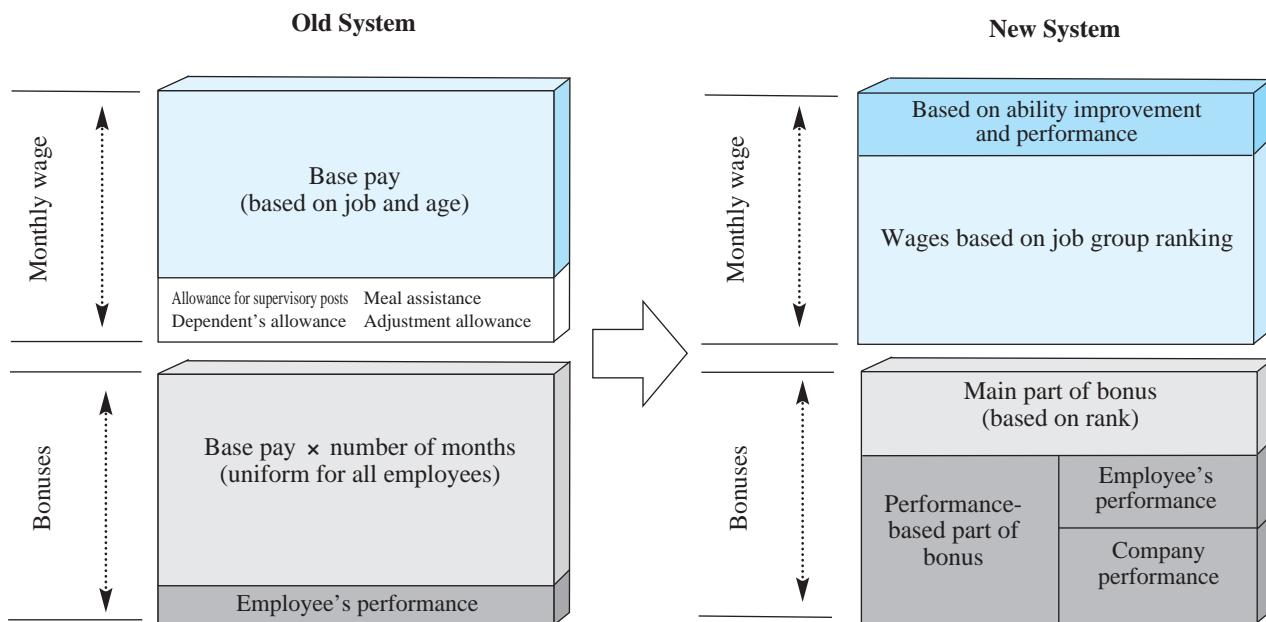 Old System
Monthly wage
Base pay
(based on job and age)
Allowance for supervisory posts Meal assistance
Dependent's allowance Adjustment allowance
Bonuses
Base pay × number of months
(uniform for all employees)
Employee's performance
New System
Monthly wage
Based on ability improvement
and performance
Wages based on job group ranking
Bonuses
Main part of bonus
(based on rank)
Performance-
based part of
bonus
Employee's
performance
Company
performance